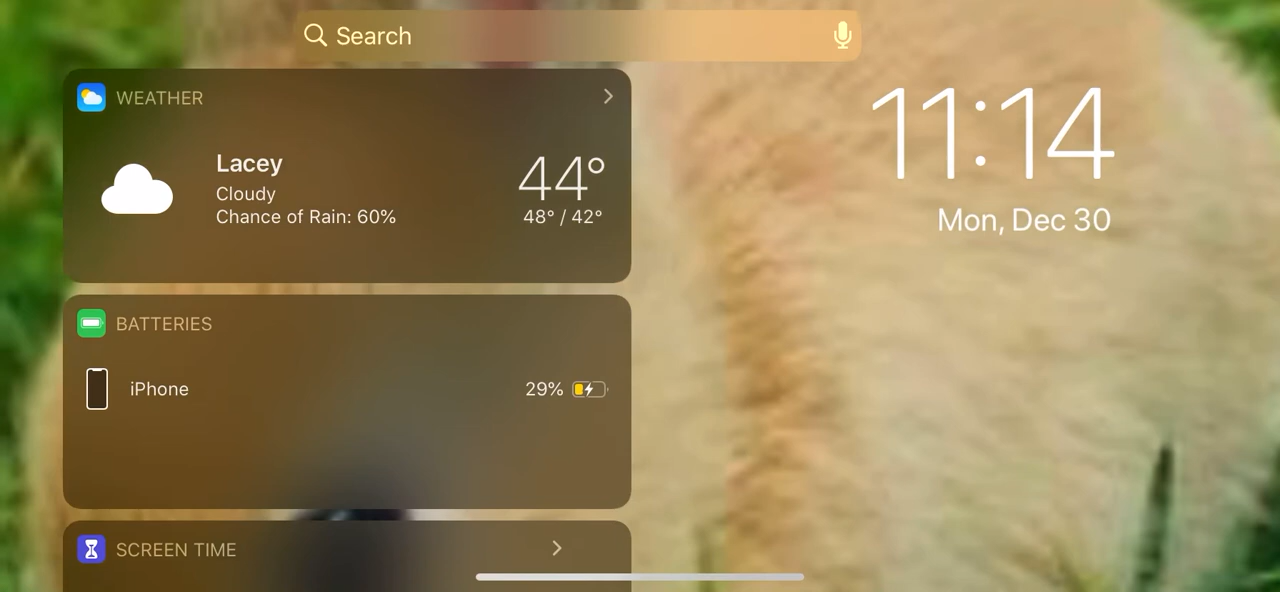 Search
WEATHER
Lacey
Cloudy
Chance of Rain: 60%
44°
48° / 42°
BATTERIES
iPhone
29%
SCREEN TIME
11:14
Mon, Dec 30